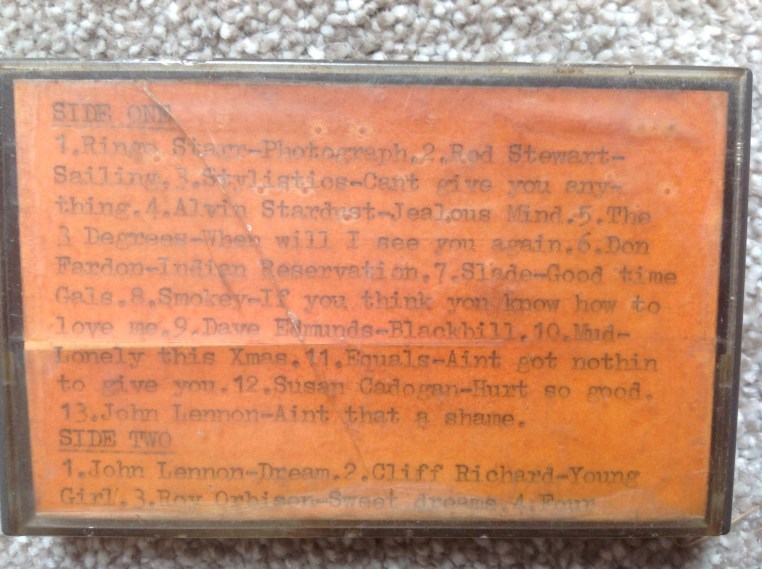 SIDE ONE
1.Ringo Starr-Photograph.2.Rod Stewart-
Sailing.3.Stylistics-Cant give you any-
thing.4.Alvin Stardust-Jealous Mind.5.The
3 Degrees-When will I see you again.6.Don
Fardon-Indian Reservation.7.Slade-Good time
Gals.8.Smokey-If you think you know how to
love me.9.Dave Edmunds-Blackbill.10.Mud-
Lonely this Xmas.11.Equals-Aint got nothin
to give you.12.Susan Cadogan-Hurt so good.
13.John Lennon-Aint that a shame.
SIDE TWO
1.John Lennon-Dream.2.Cliff Richard-Young
Girl.3.Roy Orbison-Sweet dreams.4.Four